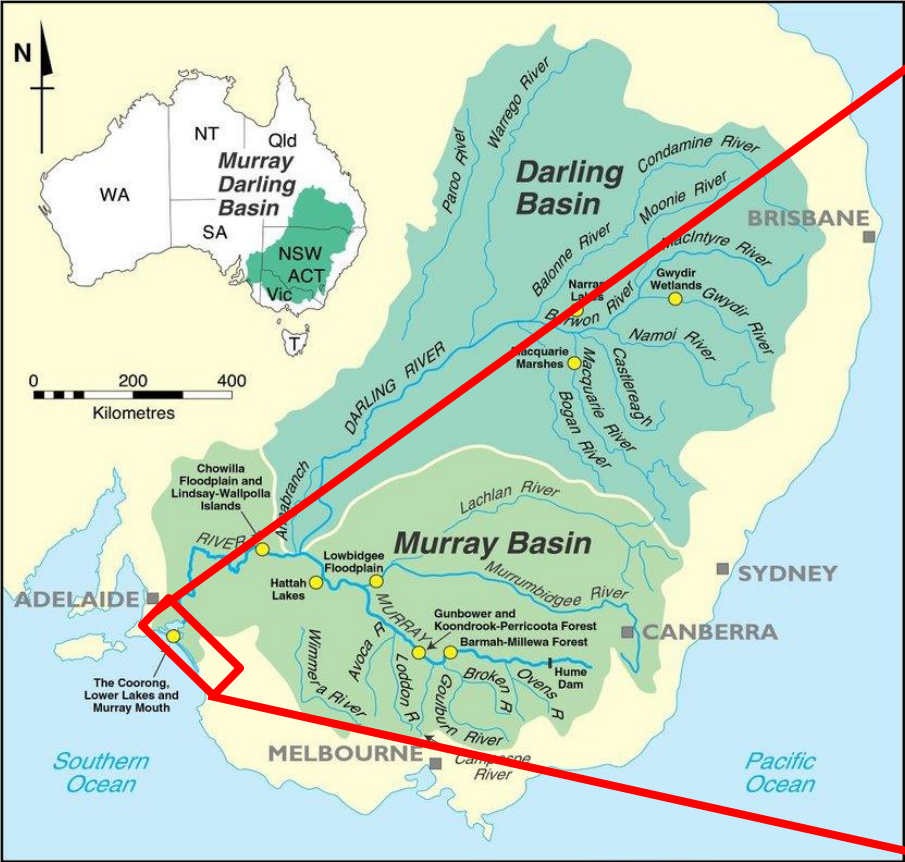 N
NT
Qld
WA
Murray
Darling
Basin
SA
NSW
ACT
Vic
T
0 200 400
Kilometres
Paroo River
Warrego River
Darling
Basin
Condamine River
Moonie River
Balonne River
MacIntyre River
BRISBANE
Narran
Lakes
Gwydir
Wetlands
Barwon River
Gwydir River
Namoi River
Macquarie
Marshes
Macquarie River
Castlereagh
Bogan River
DARLING RIVER
Anabranch
Chowilla
Floodplain and
Lindsay-Wallpolla
Islands
Lachlan River
Murray Basin
RIVER
Lowbidgee
Floodplain
Hattah
Lakes
Murrumbidgee River
SYDNEY
ADELAIDE
MURRAY
Gunbower and
Koondrook-Perricoota Forest
Barmah-Millewa Forest
CANBERRA
Hume
Dam
Wimmera River
Avoca R
Loddon R
Goulburn River
Broken R
Ovens R
The Coorong,
Lower Lakes and
Murray Mouth
MELBOURNE
Campaspe
River
Southern
Ocean
Pacific
Ocean